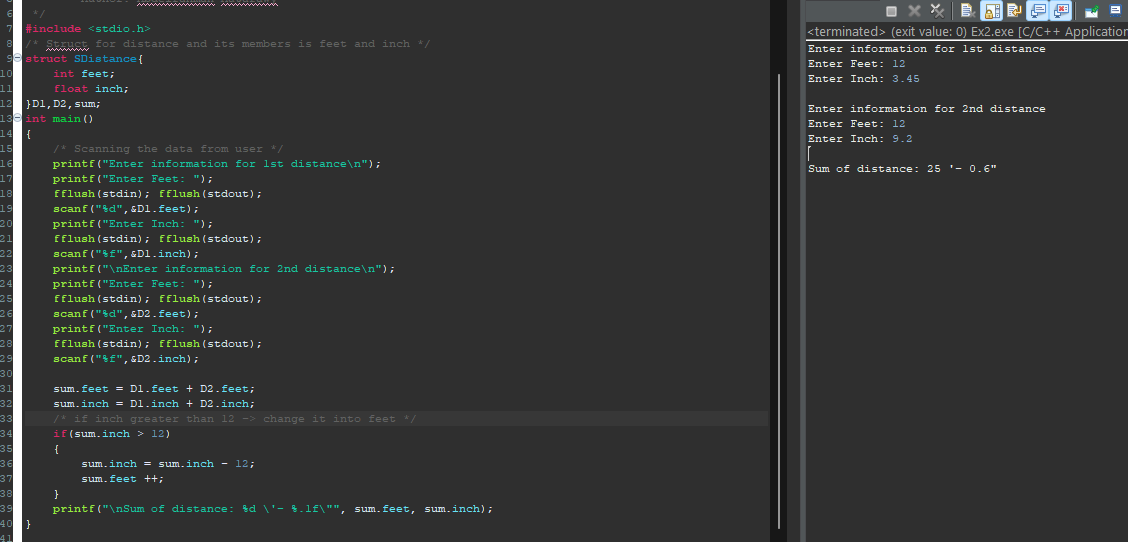 6 */
7 #include <stdio.h>
8 /* Struct for distance and its members is feet and inch */
9 struct SDistance{
10 int feet;
11 float inch;
12 }D1,D2,sum;
13 int main()
14 {
15 /* Scanning the data from user */
16 printf("Enter information for 1st distance\n");
17 printf("Enter Feet: ");
18 fflush(stdin); fflush(stdout);
19 scanf("%d",&D1.feet);
20 printf("Enter Inch: ");
21 fflush(stdin); fflush(stdout);
22 scanf("%f",&D1.inch);
23 printf("\nEnter information for 2nd distance\n");
24 printf("Enter Feet: ");
25 fflush(stdin); fflush(stdout);
26 scanf("%d",&D2.feet);
27 printf("Enter Inch: ");
28 fflush(stdin); fflush(stdout);
29 scanf("%f",&D2.inch);
30
31 sum.feet = D1.feet + D2.feet;
32 sum.inch = D1.inch + D2.inch;
33 /* if inch greater than 12 -> change it into feet */
34 if(sum.inch > 12)
35 {
36 sum.inch = sum.inch - 12;
37 sum.feet ++;
38 }
39 printf("\nSum of distance: %d \'- %.1f\"", sum.feet, sum.inch);
40 }
41
<terminated> (exit value: 0) Ex2.exe [C/C++ Application
Enter information for 1st distance
Enter Feet: 12
Enter Inch: 3.45
Enter information for 2nd distance
Enter Feet: 12
Enter Inch: 9.2
Sum of distance: 25 '- 0.6"